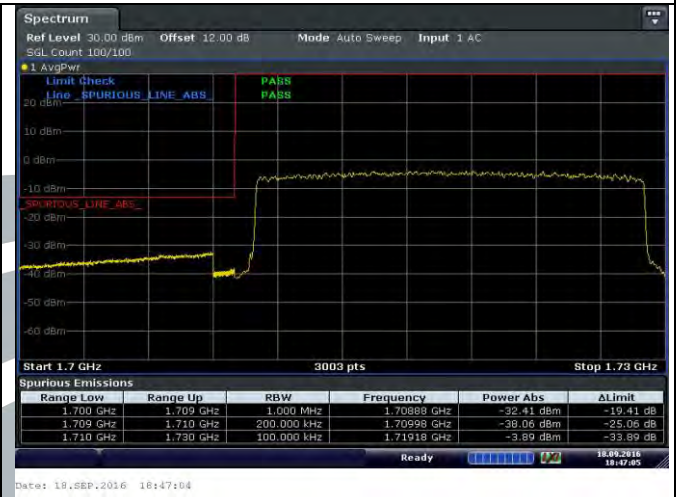 Spectrum
Ref Level 30.00 dBm Offset 12.00 dB Mode Auto Sweep Input 1 AC
SGL Count 100/100
1 AvgPwr
Limit Check PASS
Line _SPURIOUS_LINE_ABS_ PASS
20 dBm
10 dBm
0 dBm
-10 dBm
_SPURIOUS_LINE_ABS_
-20 dBm
-30 dBm
-40 dBm
-50 dBm
-60 dBm
Start 1.7 GHz 3003 pts Stop 1.73 GHz
Spurious Emissions
Range Low Range Up RBW Frequency Power Abs ΔLimit
1.700 GHz 1.709 GHz 1.000 MHz 1.70888 GHz -32.41 dBm -19.41 dB
1.709 GHz 1.710 GHz 200.000 kHz 1.70998 GHz -38.06 dBm -25.06 dB
1.710 GHz 1.730 GHz 100.000 kHz 1.71918 GHz -3.89 dBm -33.89 dB
Ready 18.09.2016
18:47:05
Date: 18.SEP.2016 18:47:04